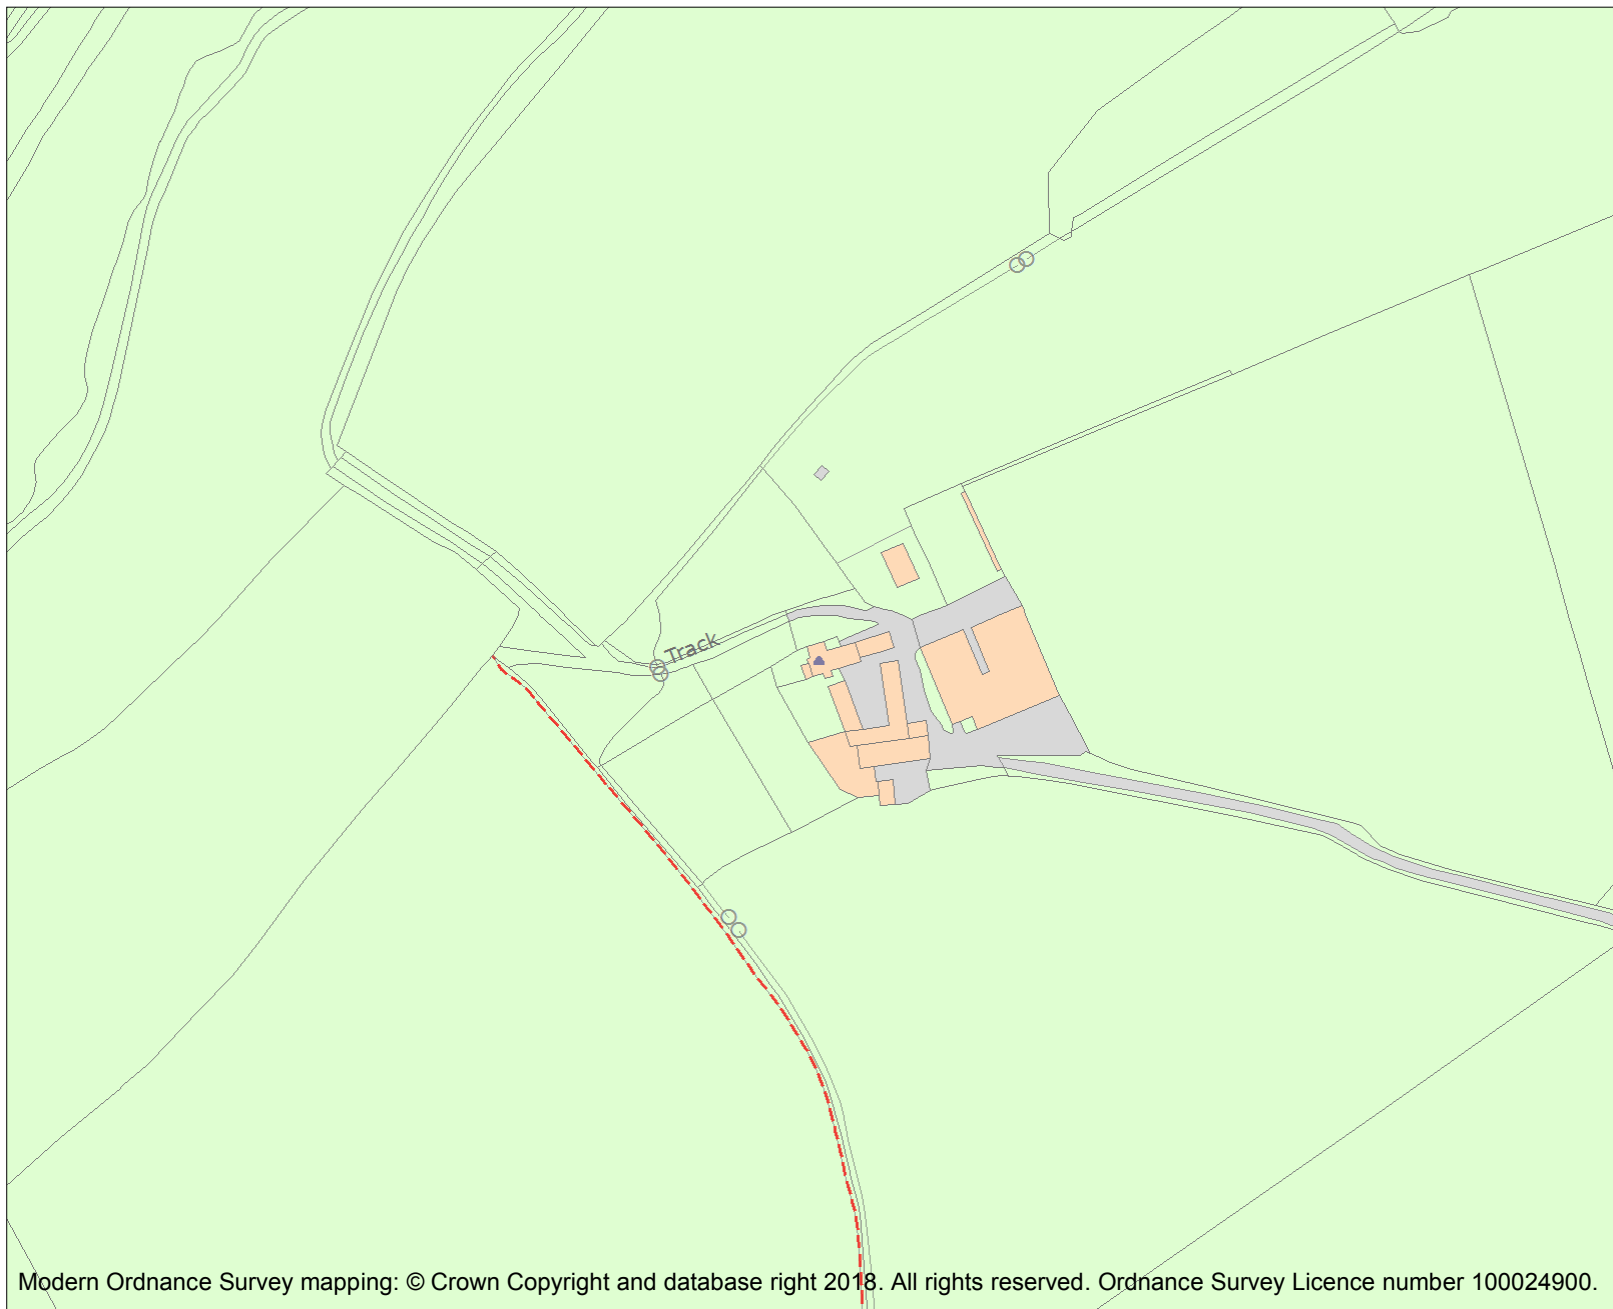 Track
Modern Ordnance Survey mapping: © Crown Copyright and database right 2018. All rights reserved. Ordnance Survey Licence number 100024900.